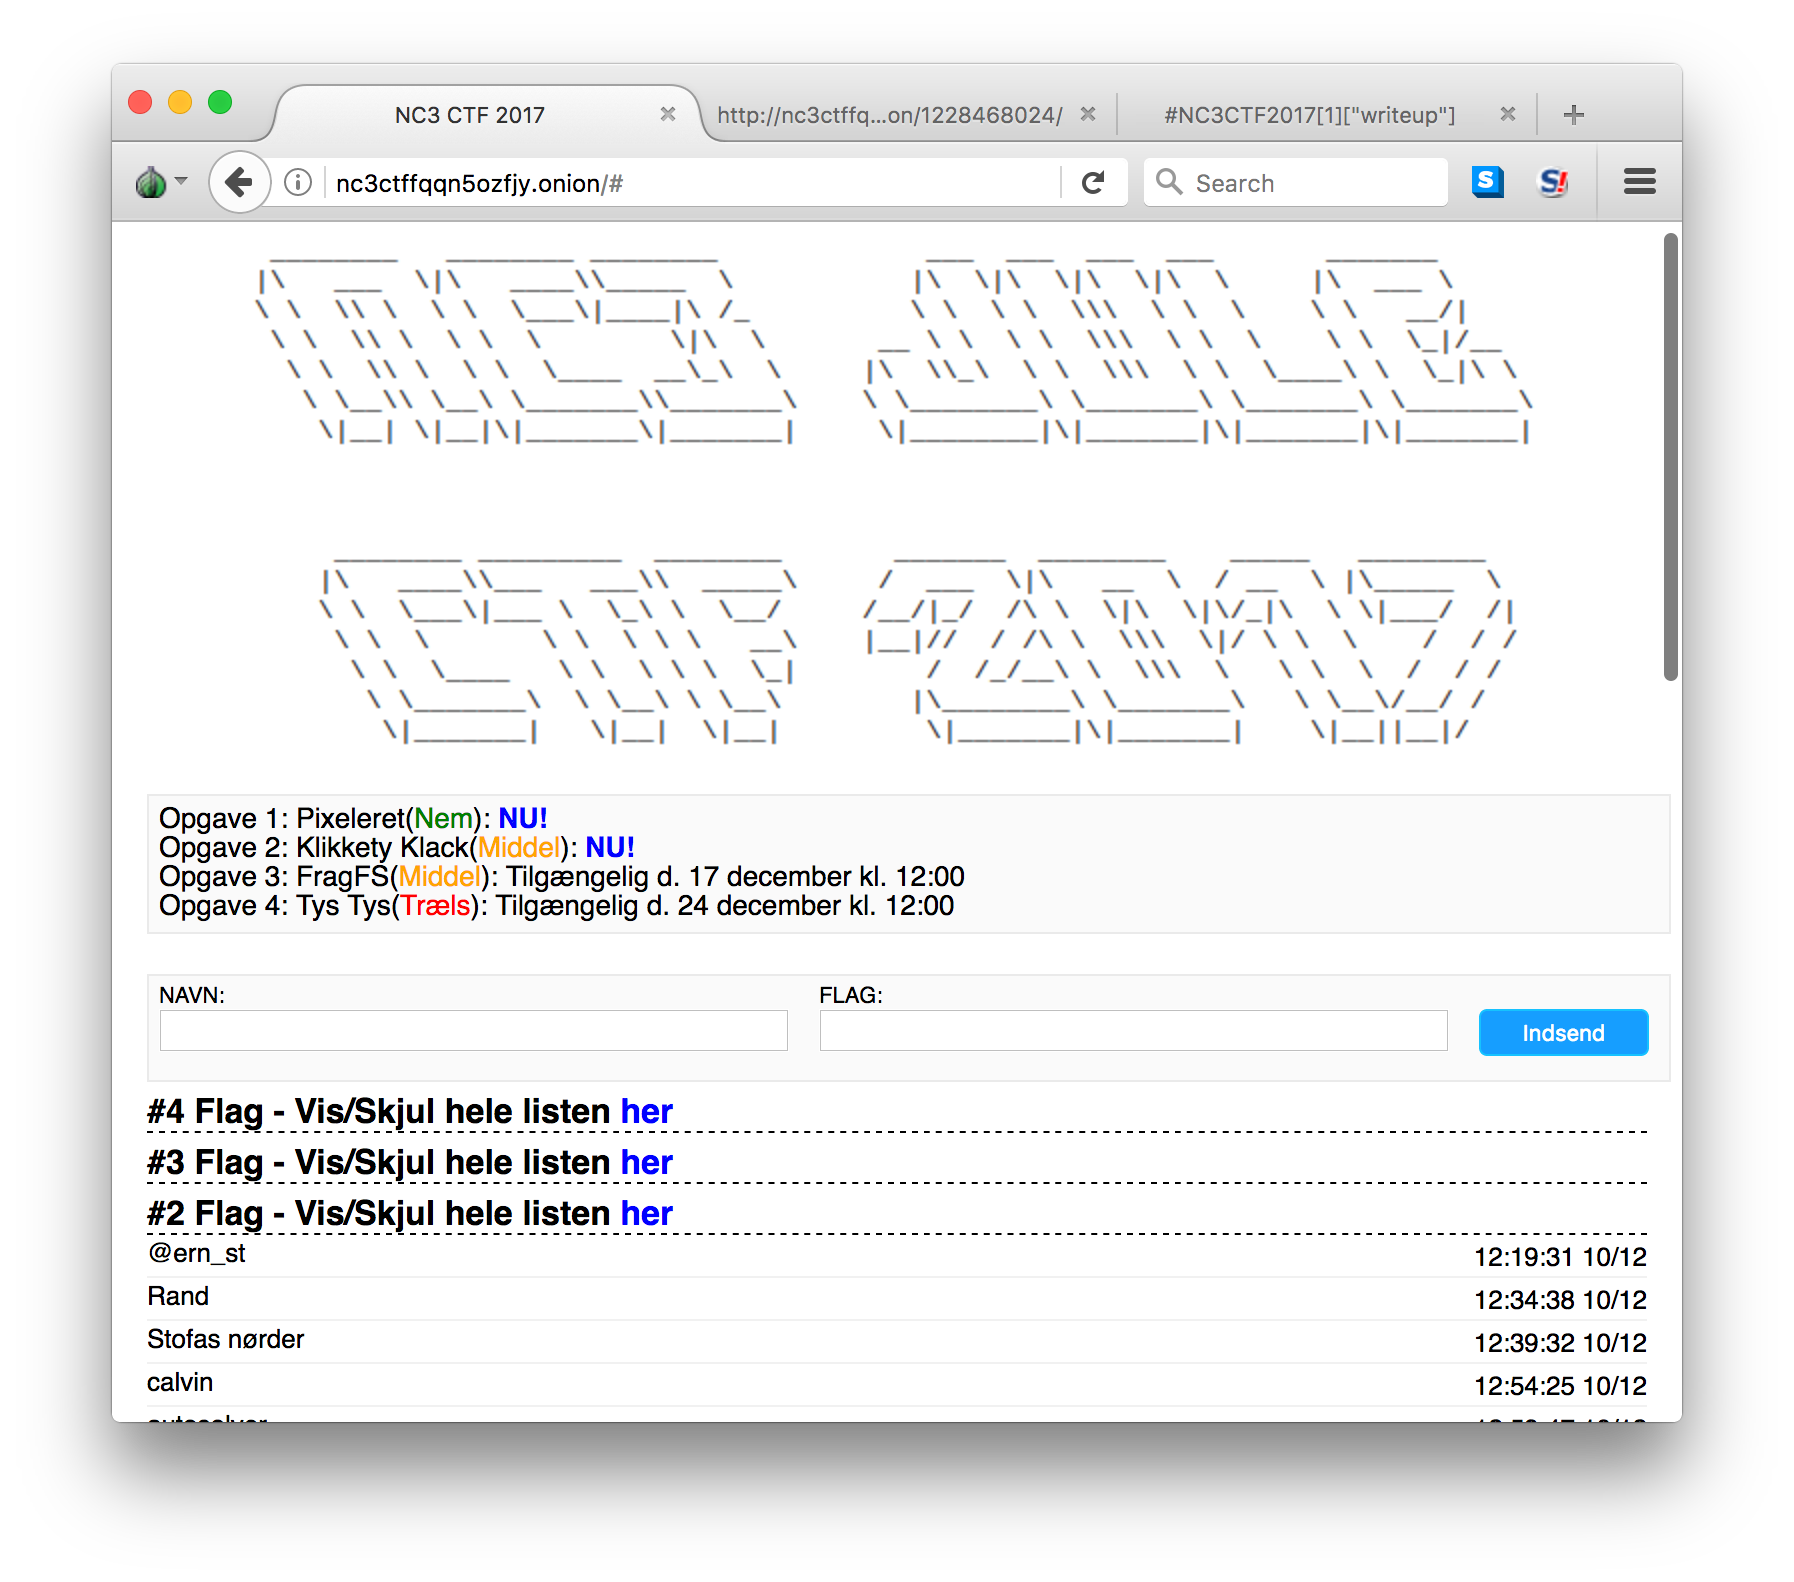 NC3 CTF 2017
http://nc3ctffq...on/1228468024/
#NC3CTF2017[1]["writeup"]
nc3ctffqqn5ozfjy.onion/#
Search
NC3 JULE
CTF 2017
Opgave 1: Pixeleret(Nem): NU!
Opgave 2: Klikkety Klack(Middel): NU!
Opgave 3: FragFS(Middel): Tilgængelig d. 17 december kl. 12:00
Opgave 4: Tys Tys(Træls): Tilgængelig d. 24 december kl. 12:00
NAVN:
FLAG:
Indsend
#4 Flag - Vis/Skjul hele listen her
#3 Flag - Vis/Skjul hele listen her
#2 Flag - Vis/Skjul hele listen her
@ern_st 12:19:31 10/12
Rand 12:34:38 10/12
Stofas nørder 12:39:32 10/12
calvin 12:54:25 10/12